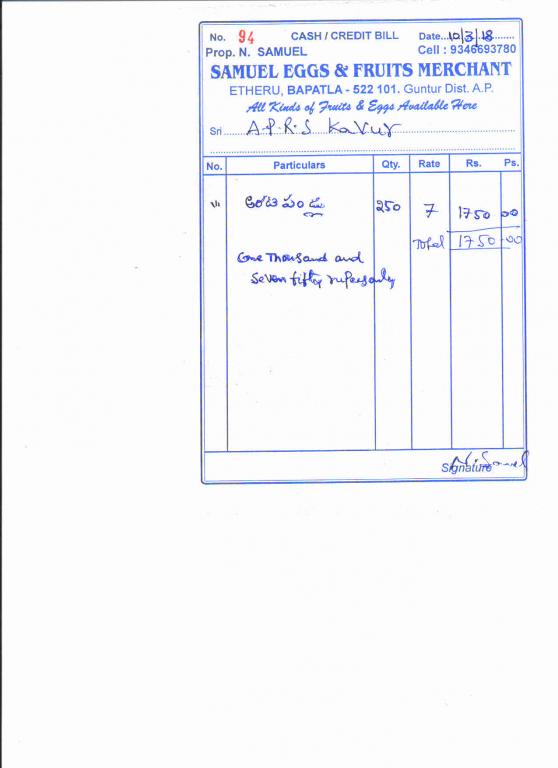 No. 94 CASH / CREDIT BILL Date...10/3/18........
Prop. N. SAMUEL Cell : 9346693780
SAMUEL EGGS & FRUITS MERCHANT
ETHERU, BAPATLA - 522 101. Guntur Dist. A.P.
All Kinds of Fruits & Eggs Available Here
Sri ..... A.P.R.S Kavur
No. Particulars Qty. Rate Rs. Ps.
అరటి పండు 250 7 1750 00
Total 1750-00
One Thousand and
Seven fifty rupees only
N. Samuel
Signature